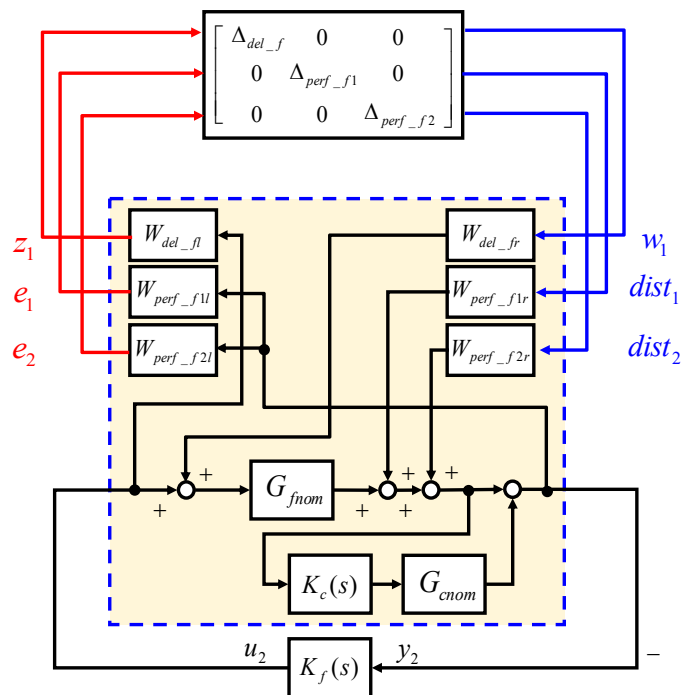 Δdel_f 0 0
0 Δperf_f1 0
0 0 Δperf_f2
z1 Wdel_fl Wdel_fr w1
e1 Wperf_f1l Wperf_f1r dist1
e2 Wperf_f2l Wperf_f2r dist2
+ + +
+ Gfnom + +
+
Kc(s) Gcnom
u2 Kf(s) y2 −